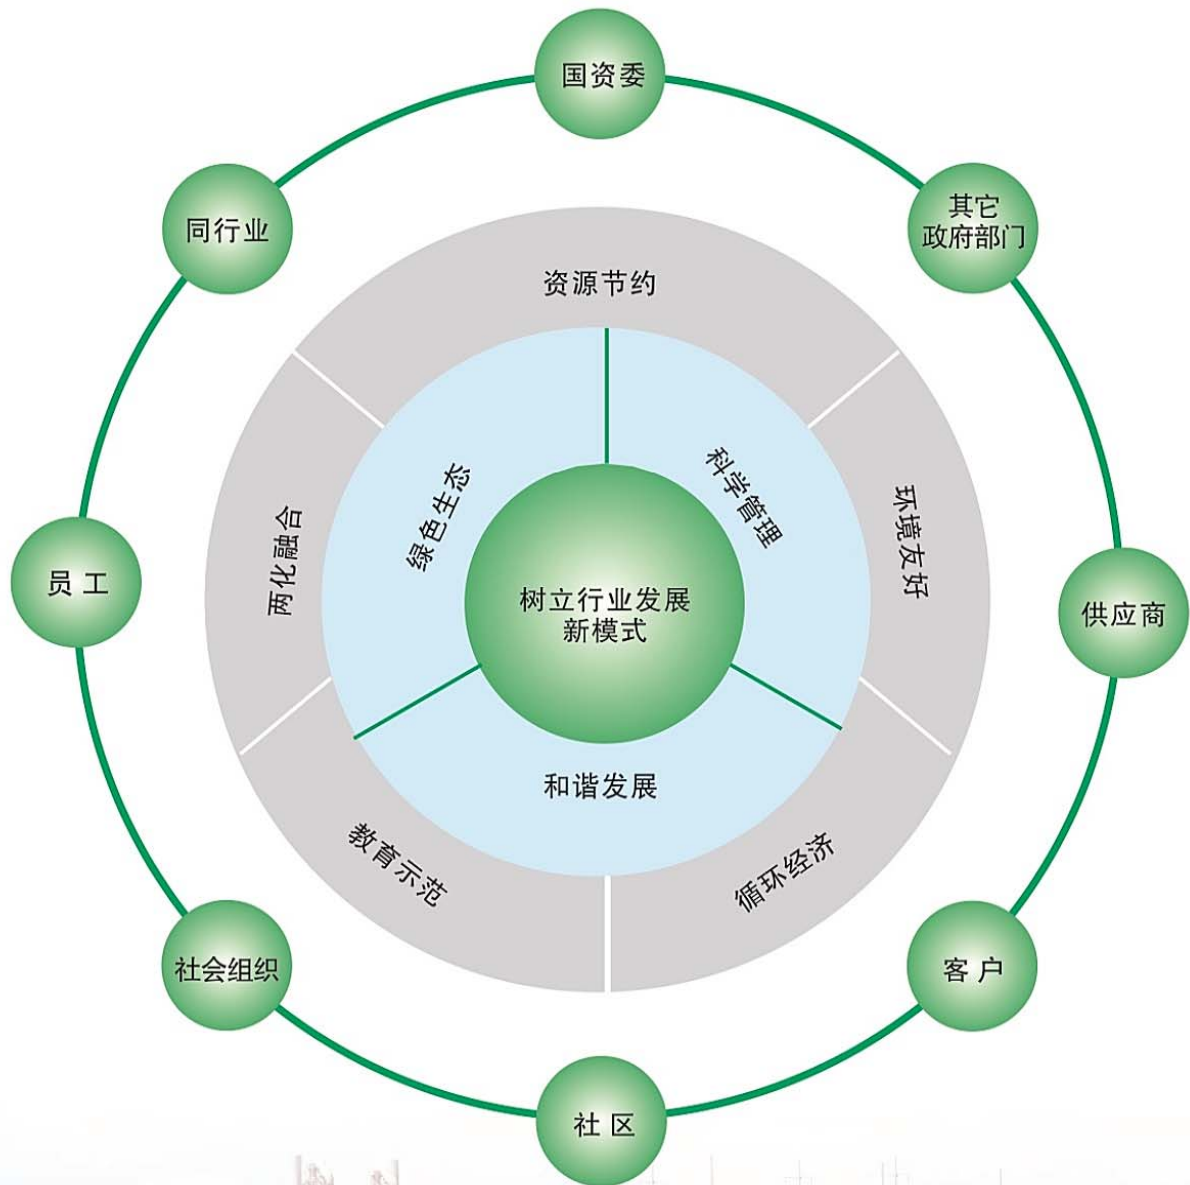 国资委
其它
政府部门
同行业
资源节约
科学管理
绿色生态
环境友好
两化融合
员工
树立行业发展
新模式
供应商
和谐发展
教育示范
循环经济
社会组织
客户
社区